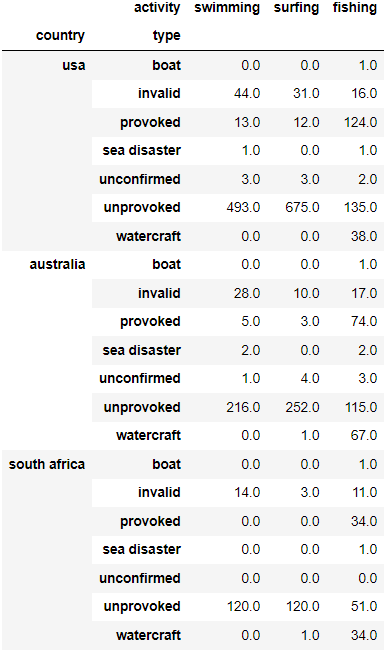 activity swimming surfing fishing
country type
usa boat 0.0 0.0 1.0
invalid 44.0 31.0 16.0
provoked 13.0 12.0 124.0
sea disaster 1.0 0.0 1.0
unconfirmed 3.0 3.0 2.0
unprovoked 493.0 675.0 135.0
watercraft 0.0 0.0 38.0
australia boat 0.0 0.0 1.0
invalid 28.0 10.0 17.0
provoked 5.0 3.0 74.0
sea disaster 2.0 0.0 2.0
unconfirmed 1.0 4.0 3.0
unprovoked 216.0 252.0 115.0
watercraft 0.0 1.0 67.0
south africa boat 0.0 0.0 1.0
invalid 14.0 3.0 11.0
provoked 0.0 0.0 34.0
sea disaster 0.0 0.0 1.0
unconfirmed 0.0 0.0 0.0
unprovoked 120.0 120.0 51.0
watercraft 0.0 1.0 34.0